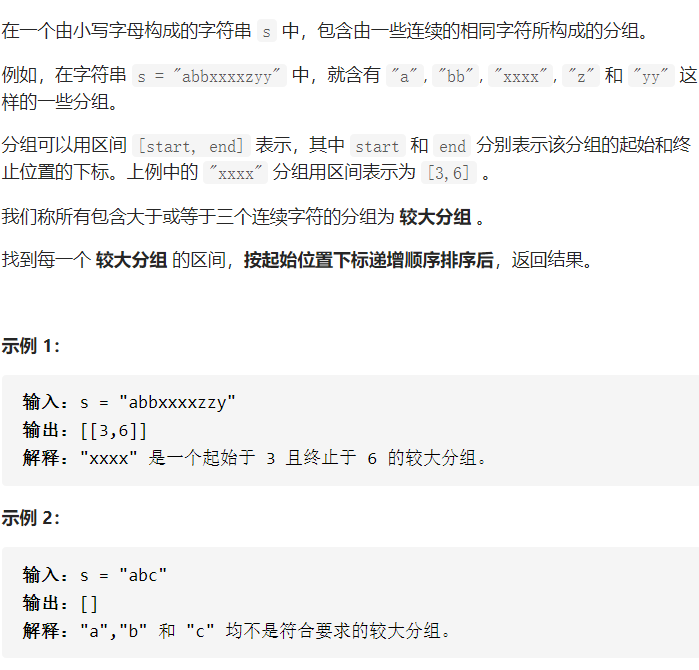 在一个由小写字母构成的字符串 s 中，包含由一些连续的相同字符所构成的分组。
例如，在字符串 s = "abbxxxxzyy" 中，就含有 "a", "bb", "xxxx", "z" 和 "yy" 这
样的一些分组。
分组可以用区间 [start, end] 表示，其中 start 和 end 分别表示该分组的起始和终
止位置的下标。上例中的 "xxxx" 分组用区间表示为 [3,6] 。
我们称所有包含大于或等于三个连续字符的分组为 较大分组 。
找到每一个 较大分组 的区间，按起始位置下标递增顺序排序后，返回结果。
示例 1：
输入：s = "abbxxxxzzy"
输出：[[3,6]]
解释："xxxx" 是一个起始于 3 且终止于 6 的较大分组。
示例 2：
输入：s = "abc"
输出：[]
解释："a","b" 和 "c" 均不是符合要求的较大分组。